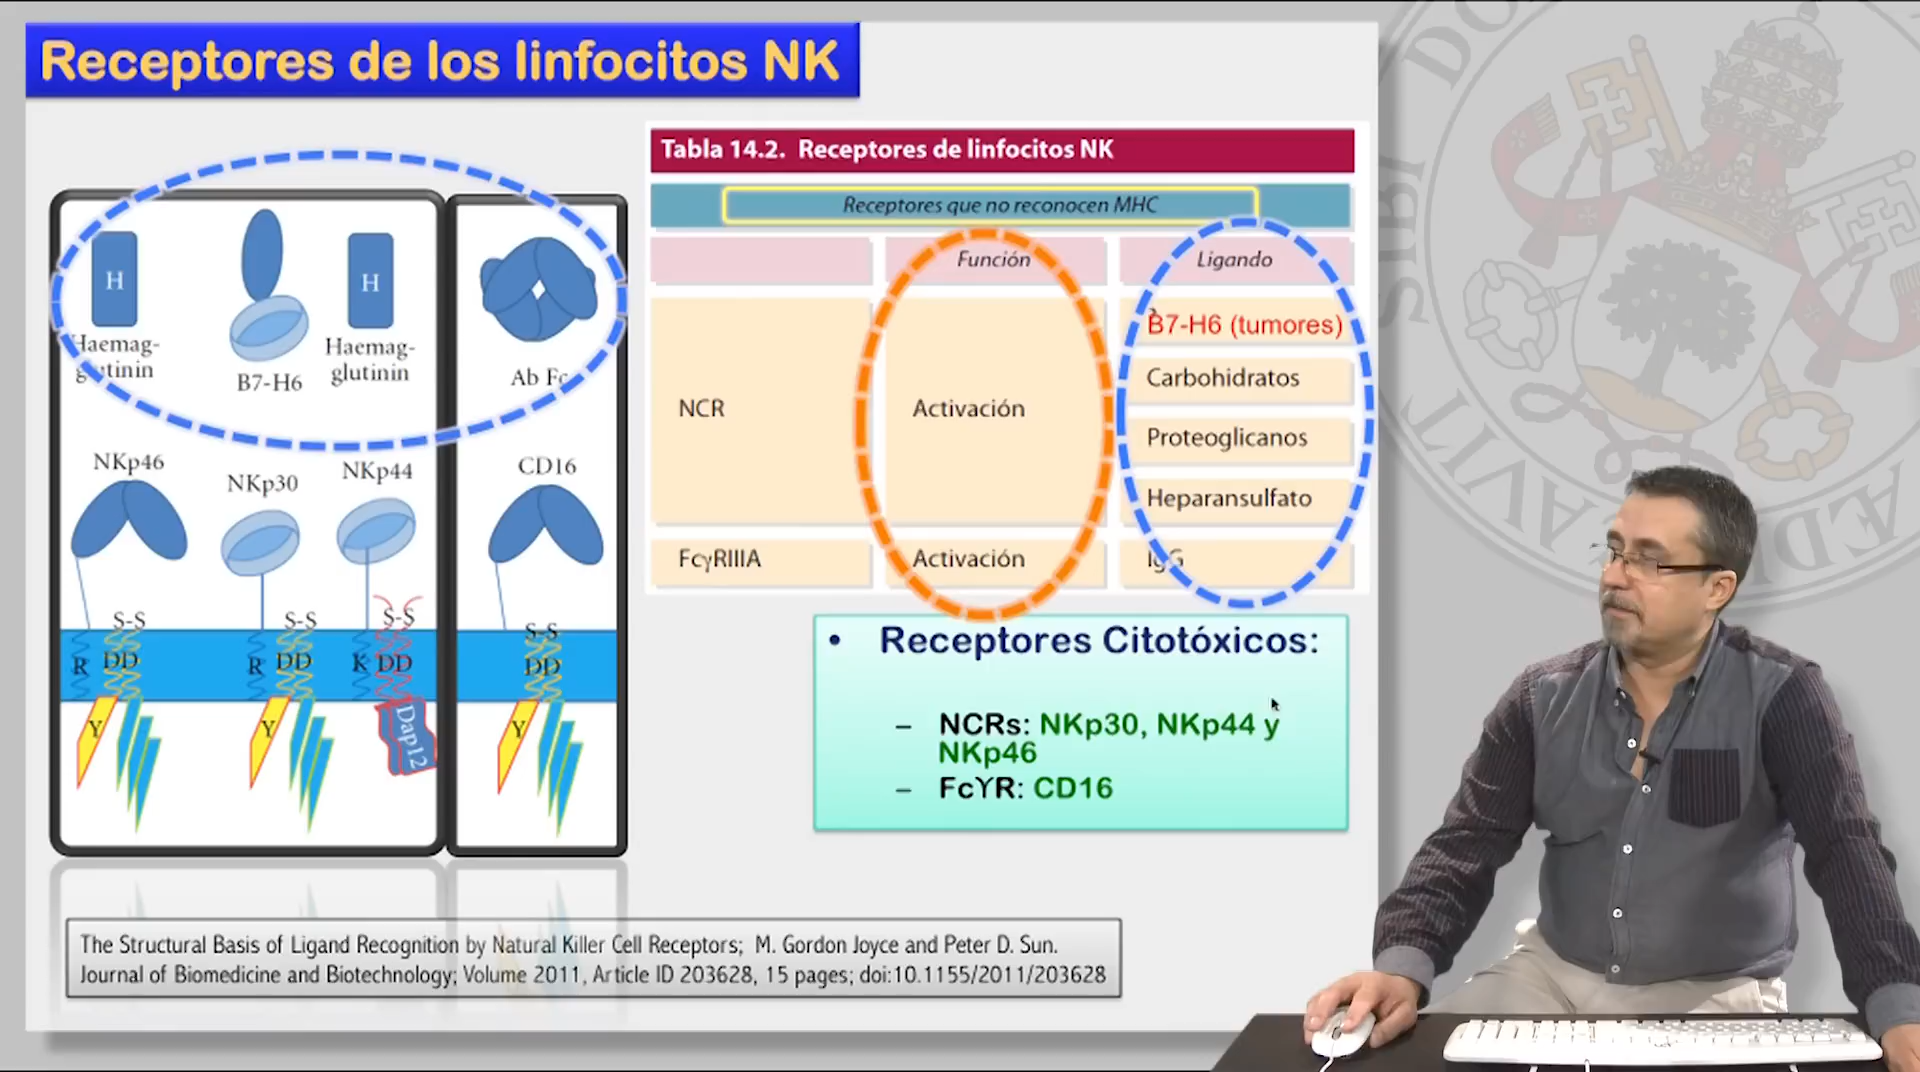 Receptores de los linfocitos NK
Tabla 14.2. Receptores de linfocitos NK
Receptores que no reconocen MHC
Función
Ligando
NCR
Activación
B7-H6 (tumores)
Carbohidratos
Proteoglicanos
Heparansulfato
FcγRIIIA
Activación
IgG
H
Haemag-
glutinin
B7-H6
H
Haemag-
glutinin
Ab Fc
NKp46
NKp30
NKp44
CD16
S-S
S-S
S-S
S-S
R
DD
R
DD
K
DD
DD
Y
Y
Dap12
Y
• Receptores Citotóxicos:
– NCRs: NKp30, NKp44 y
NKp46
– FcYR: CD16
The Structural Basis of Ligand Recognition by Natural Killer Cell Receptors; M. Gordon Joyce and Peter D. Sun.
Journal of Biomedicine and Biotechnology; Volume 2011, Article ID 203628, 15 pages; doi:10.1155/2011/203628
SIBI